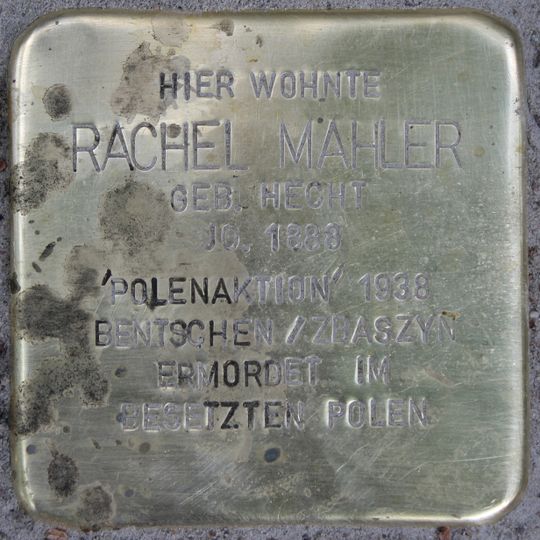 HIER WOHNTE
RACHEL MAHLER
GEB. HECHT
JG. 1883
'POLENAKTION' 1938
BENTSCHEN / ZBASZYN
ERMORDET IM
BESETZTEN POLEN